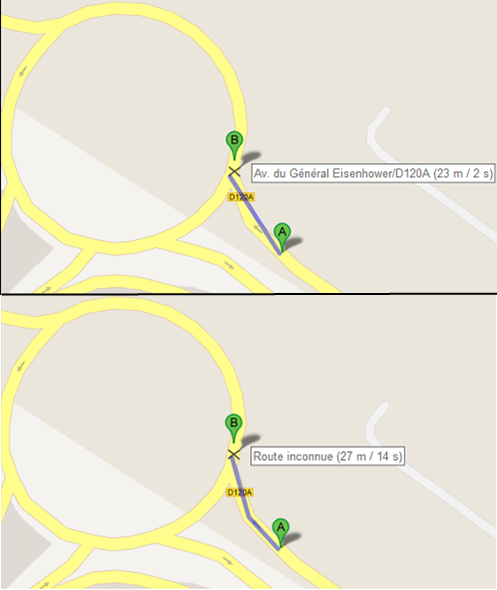 B
Av. du Général Eisenhower/D120A (23 m / 2 s)
D120A
A
B
Route inconnue (27 m / 14 s)
D120A
A